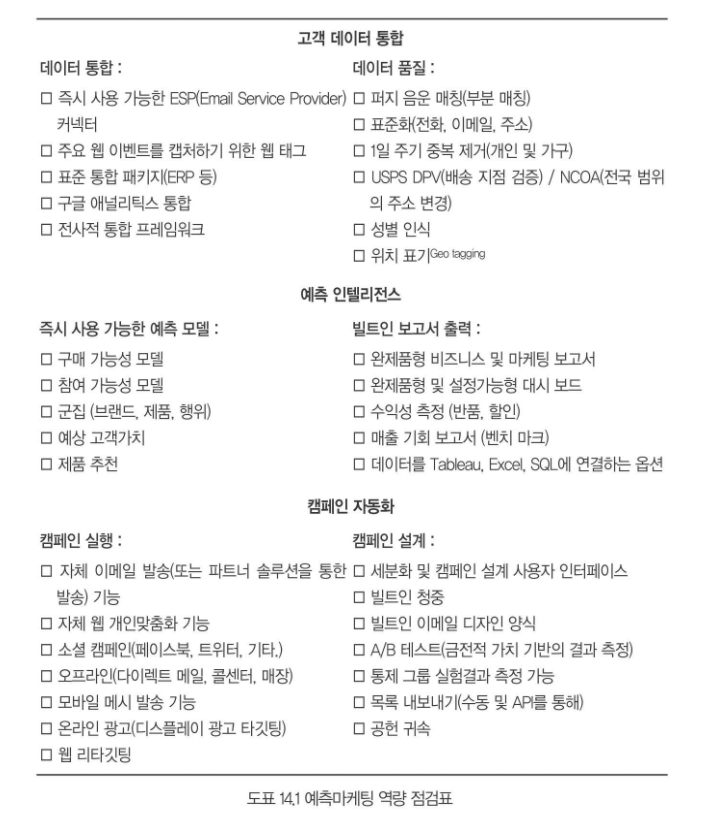 고객 데이터 통합
데이터 통합 :
□ 즉시 사용 가능한 ESP(Email Service Provider)
커넥터
□ 주요 웹 이벤트를 캡처하기 위한 웹 태그
□ 표준 통합 패키지(ERP 등)
□ 구글 애널리틱스 통합
□ 전사적 통합 프레임워크
데이터 품질 :
□ 퍼지 음운 매칭(부분 매칭)
□ 표준화(전화, 이메일, 주소)
□ 1일 주기 중복 제거(개인 및 가구)
□ USPS DPV(배송 지점 검증) / NCOA(전국 범위
의 주소 변경)
□ 성별 인식
□ 위치 표기Geo tagging
예측 인텔리전스
즉시 사용 가능한 예측 모델 :
□ 구매 가능성 모델
□ 참여 가능성 모델
□ 군집 (브랜드, 제품, 행위)
□ 예상 고객가치
□ 제품 추천
빌트인 보고서 출력 :
□ 완제품형 비즈니스 및 마케팅 보고서
□ 완제품형 및 설정가능형 대시 보드
□ 수익성 측정 (반품, 할인)
□ 매출 기회 보고서 (벤치 마크)
□ 데이터를 Tableau, Excel, SQL에 연결하는 옵션
캠페인 자동화
캠페인 실행 :
□ 자체 이메일 발송(또는 파트너 솔루션을 통한
발송) 기능
□ 자체 웹 개인맞춤화 기능
□ 소셜 캠페인(페이스북, 트위터, 기타.)
□ 오프라인(다이렉트 메일, 콜센터, 매장)
□ 모바일 메시 발송 기능
□ 온라인 광고(디스플레이 광고 타깃팅)
□ 웹 리타깃팅
캠페인 설계 :
□ 세분화 및 캠페인 설계 사용자 인터페이스
□ 빌트인 청중
□ 빌트인 이메일 디자인 양식
□ A/B 테스트(금전적 가치 기반의 결과 측정)
□ 통제 그룹 실험결과 측정 가능
□ 목록 내보내기(수동 및 API를 통해)
□ 공헌 귀속
도표 14.1 예측마케팅 역량 점검표